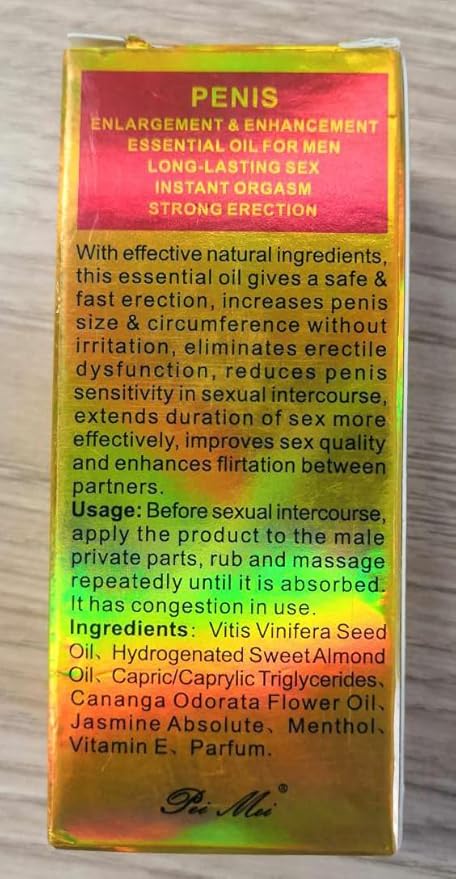 PENIS
ENLARGEMENT & ENHANCEMENT
ESSENTIAL OIL FOR MEN
LONG-LASTING SEX
INSTANT ORGASM
STRONG ERECTION
With effective natural ingredients,
this essential oil gives a safe &
fast erection, increases penis
size & circumference without
irritation, eliminates erectile
dysfunction, reduces penis
sensitivity in sexual intercourse,
extends duration of sex more
effectively, improves sex quality
and enhances flirtation between
partners.
Usage: Before sexual intercourse,
apply the product to the male
private parts, rub and massage
repeatedly until it is absorbed.
It has congestion in use.
Ingredients: Vitis Vinifera Seed
Oil、Hydrogenated Sweet Almond
Oil、Capric/Caprylic Triglycerides、
Cananga Odorata Flower Oil、
Jasmine Absolute、Menthol、
Vitamin E、Parfum.
Pei Mei®